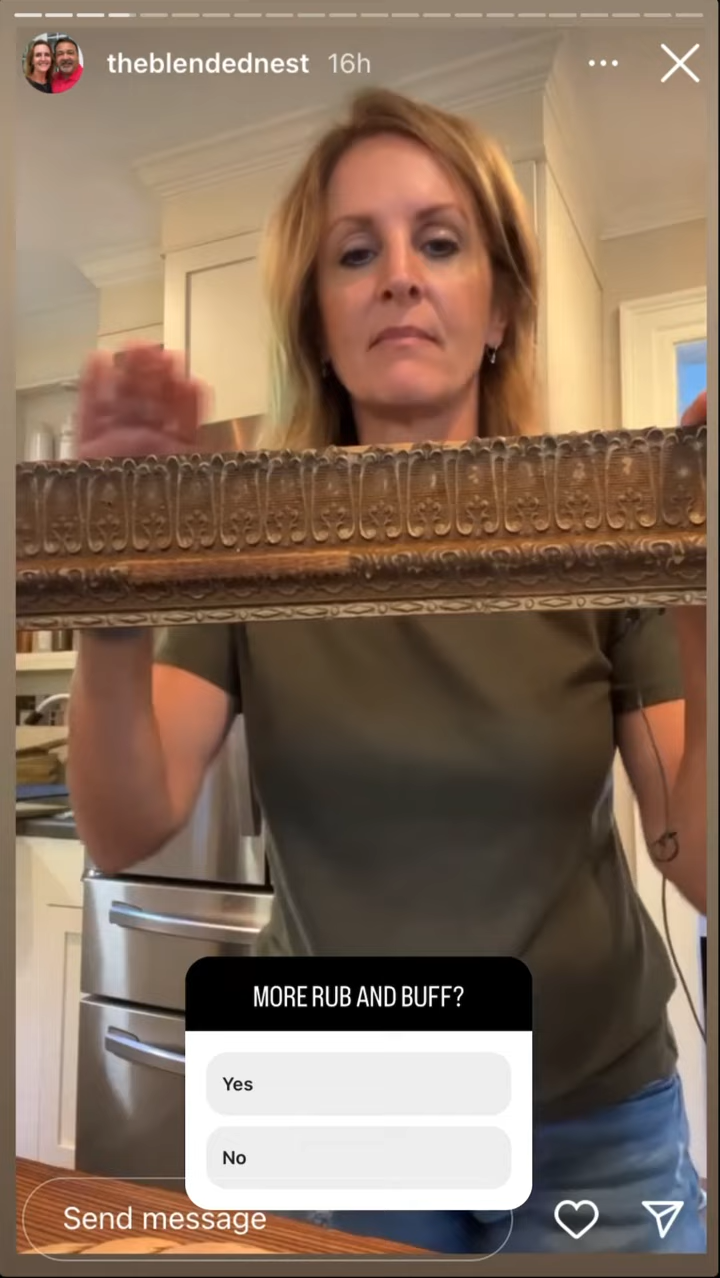 theblendednest 16h
MORE RUB AND BUFF?
Yes
No
Send message